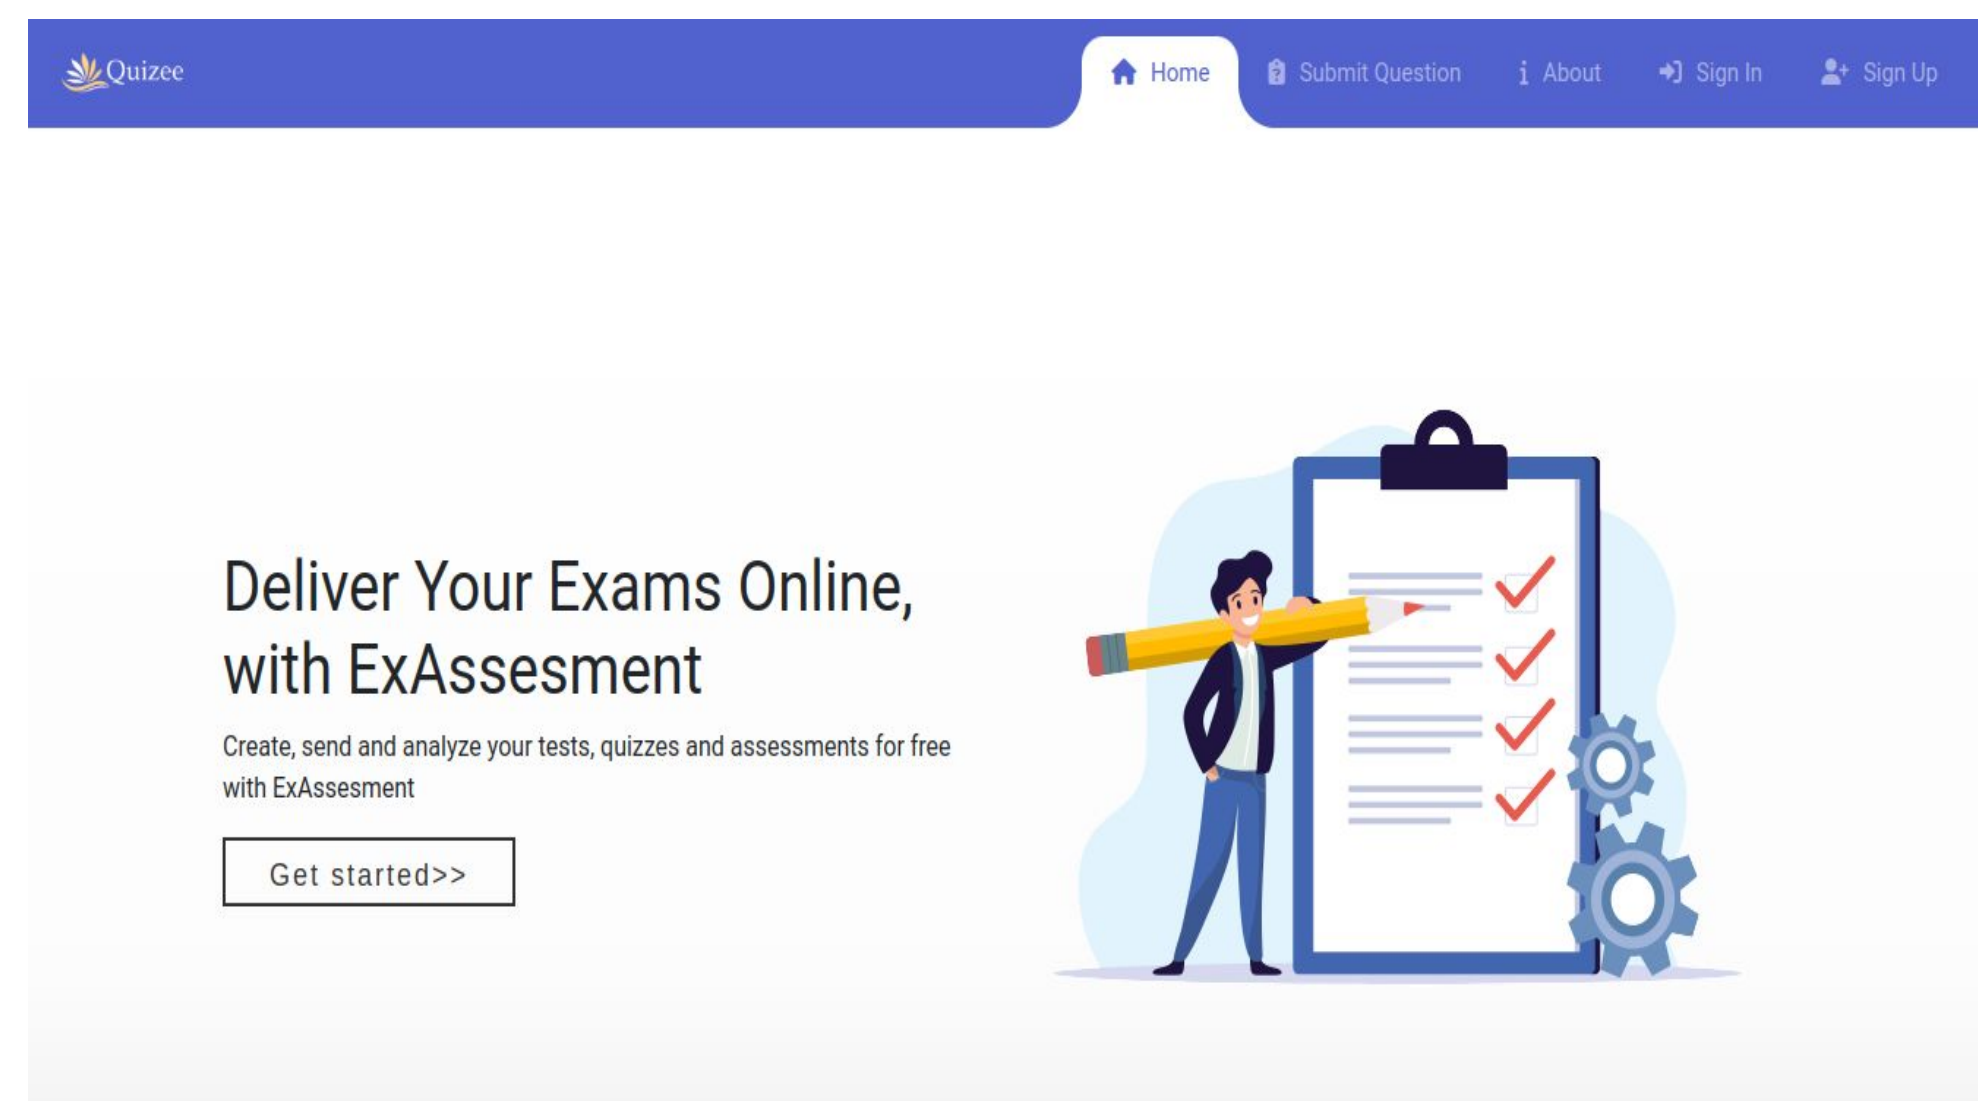 Quizee
Home
Submit Question
i About
Sign In
Sign Up
Deliver Your Exams Online,
with ExAssesment
Create, send and analyze your tests, quizzes and assessments for free
with ExAssesment
Get started>>